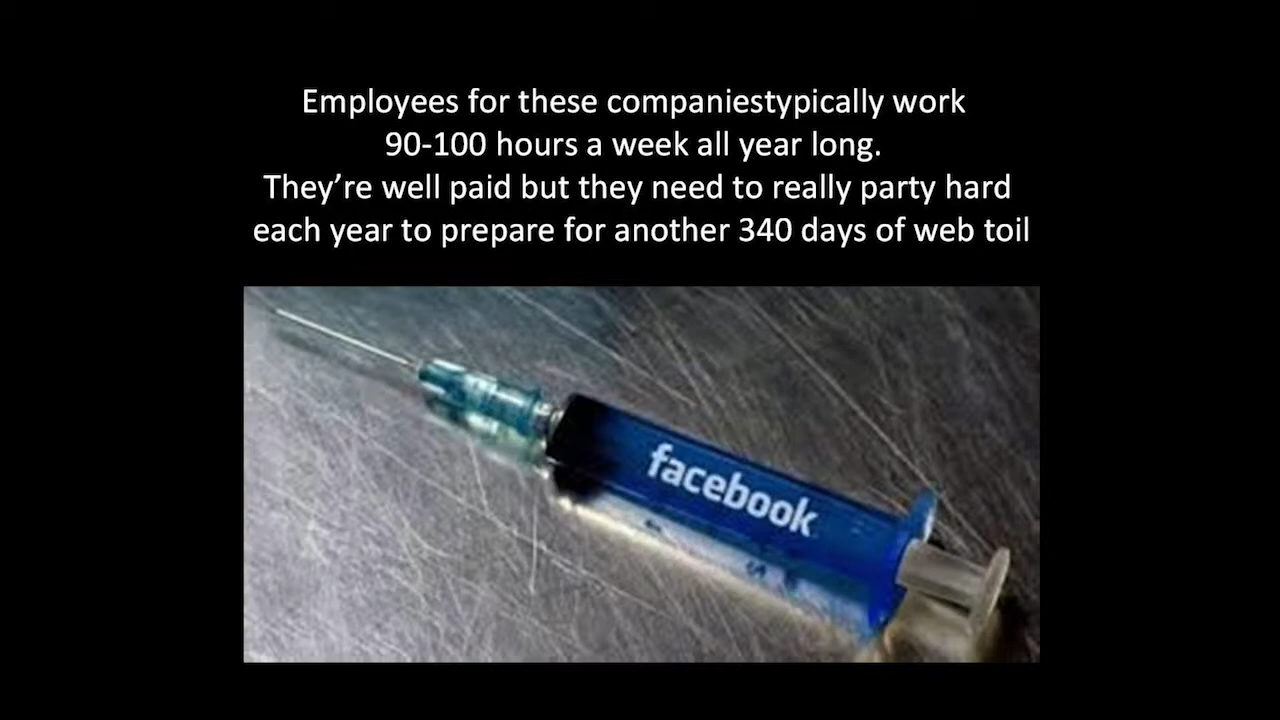 Employees for these companiestypically work
90-100 hours a week all year long.
They’re well paid but they need to really party hard
each year to prepare for another 340 days of web toil
facebook